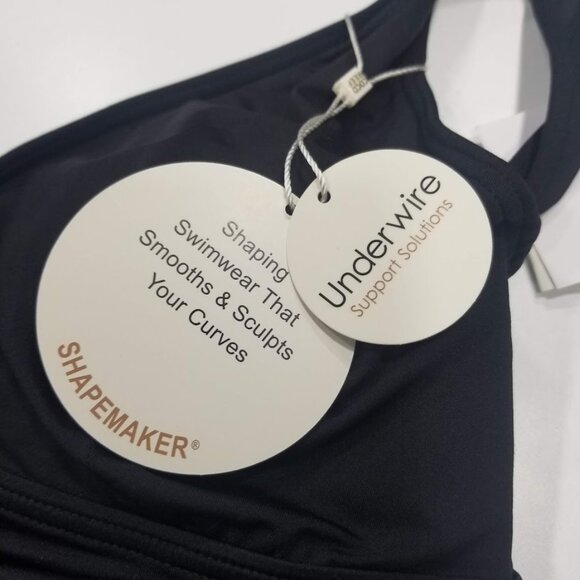 Shaping
Swimwear That
Smooths & Sculpts
Your Curves
SHAPEMAKER®
Underwire
Support Solutions